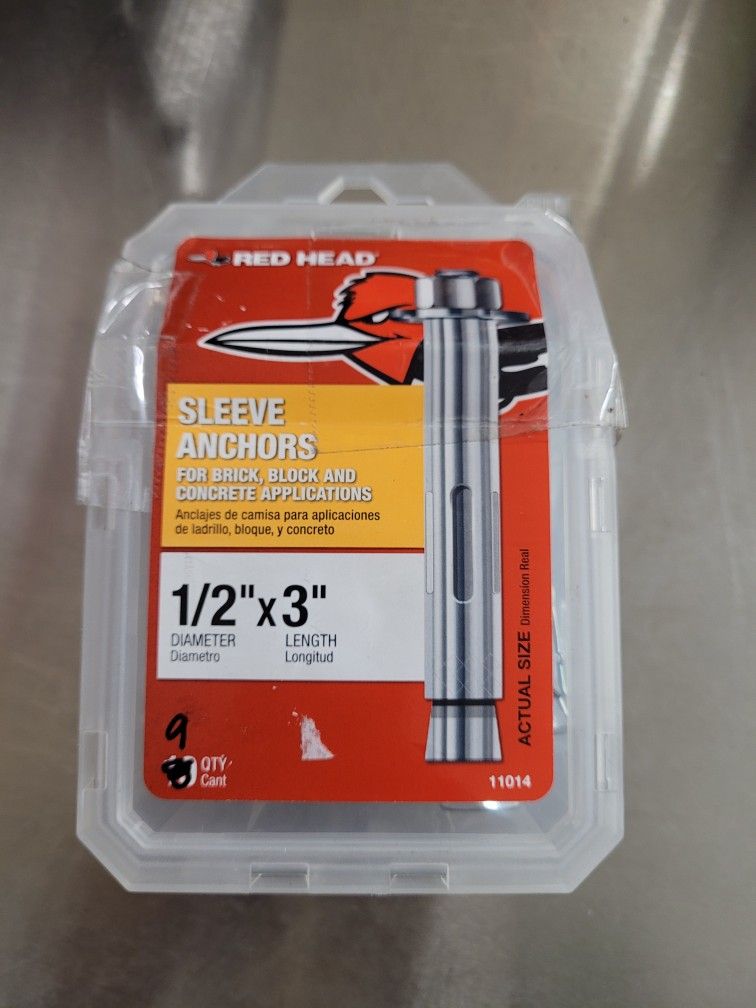 RED HEAD
SLEEVE
ANCHORS
FOR BRICK, BLOCK AND
CONCRETE APPLICATIONS
Anclajes de camisa para aplicaciones
de ladrillo, bloque, y concreto
1/2" x 3"
DIAMETER LENGTH
Diametro Longitud
ACTUAL SIZE Dimension Real
9
QTY
Cant
11014